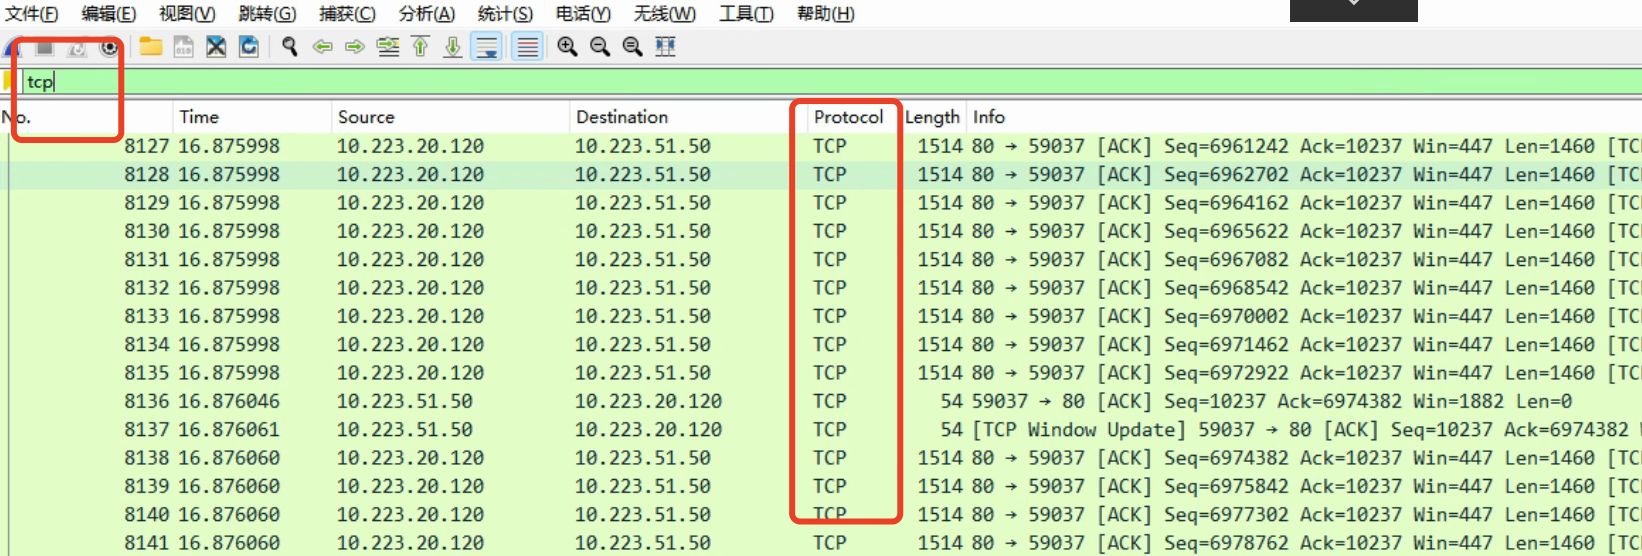 文件(F) 编辑(E) 视图(V) 跳转(G) 捕获(C) 分析(A) 统计(S) 电话(Y) 无线(W) 工具(T) 帮助(H)
tcp
No. Time Source Destination Protocol Length Info
8127 16.875998 10.223.20.120 10.223.51.50 TCP 1514 80 → 59037 [ACK] Seq=6961242 Ack=10237 Win=447 Len=1460 [TC
8128 16.875998 10.223.20.120 10.223.51.50 TCP 1514 80 → 59037 [ACK] Seq=6962702 Ack=10237 Win=447 Len=1460 [TC
8129 16.875998 10.223.20.120 10.223.51.50 TCP 1514 80 → 59037 [ACK] Seq=6964162 Ack=10237 Win=447 Len=1460 [TC
8130 16.875998 10.223.20.120 10.223.51.50 TCP 1514 80 → 59037 [ACK] Seq=6965622 Ack=10237 Win=447 Len=1460 [TC
8131 16.875998 10.223.20.120 10.223.51.50 TCP 1514 80 → 59037 [ACK] Seq=6967082 Ack=10237 Win=447 Len=1460 [TC
8132 16.875998 10.223.20.120 10.223.51.50 TCP 1514 80 → 59037 [ACK] Seq=6968542 Ack=10237 Win=447 Len=1460 [TC
8133 16.875998 10.223.20.120 10.223.51.50 TCP 1514 80 → 59037 [ACK] Seq=6970002 Ack=10237 Win=447 Len=1460 [TC
8134 16.875998 10.223.20.120 10.223.51.50 TCP 1514 80 → 59037 [ACK] Seq=6971462 Ack=10237 Win=447 Len=1460 [TC
8135 16.875998 10.223.20.120 10.223.51.50 TCP 1514 80 → 59037 [ACK] Seq=6972922 Ack=10237 Win=447 Len=1460 [TC
8136 16.876046 10.223.51.50 10.223.20.120 TCP 54 59037 → 80 [ACK] Seq=10237 Ack=6974382 Win=1882 Len=0
8137 16.876061 10.223.51.50 10.223.20.120 TCP 54 [TCP Window Update] 59037 → 80 [ACK] Seq=10237 Ack=6974382
8138 16.876060 10.223.20.120 10.223.51.50 TCP 1514 80 → 59037 [ACK] Seq=6974382 Ack=10237 Win=447 Len=1460 [TC
8139 16.876060 10.223.20.120 10.223.51.50 TCP 1514 80 → 59037 [ACK] Seq=6975842 Ack=10237 Win=447 Len=1460 [TC
8140 16.876060 10.223.20.120 10.223.51.50 TCP 1514 80 → 59037 [ACK] Seq=6977302 Ack=10237 Win=447 Len=1460 [TC
8141 16.876060 10.223.20.120 10.223.51.50 TCP 1514 80 → 59037 [ACK] Seq=6978762 Ack=10237 Win=447 Len=1460 [TC